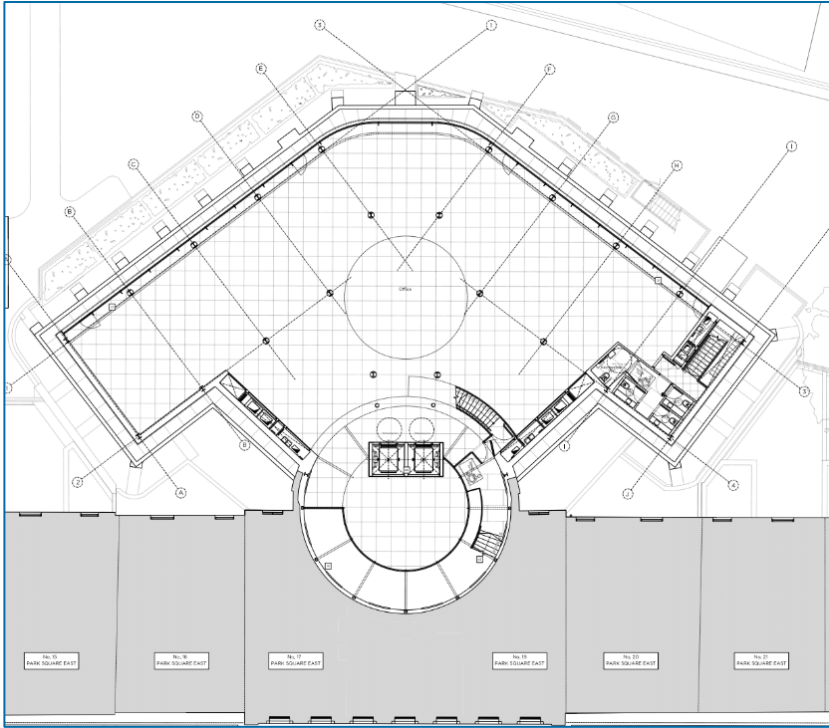 3
1
E
F
D
G
C
H
I
B
Office
3
B
I
2
A
4
J
No. 15
PARK SQUARE EAST
No. 16
PARK SQUARE EAST
No. 17
PARK SQUARE EAST
No. 19
PARK SQUARE EAST
No. 20
PARK SQUARE EAST
No. 21
PARK SQUARE EAST